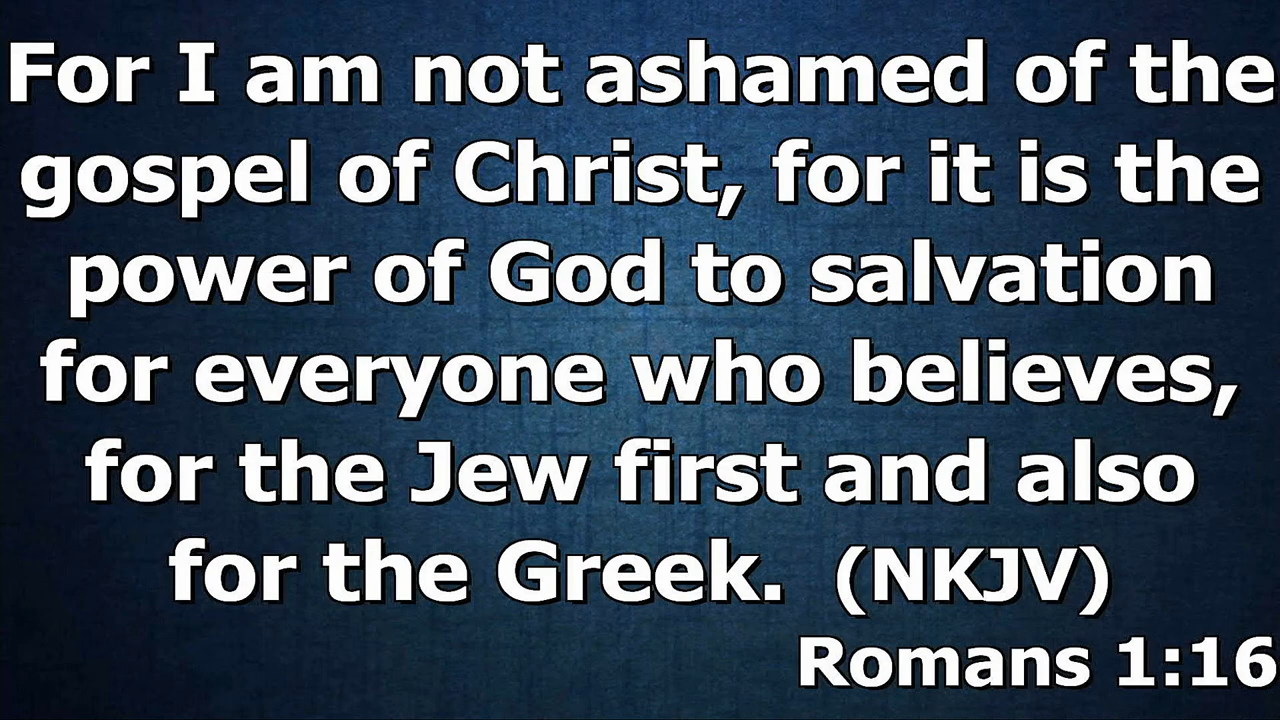 For I am not ashamed of the
gospel of Christ, for it is the
power of God to salvation
for everyone who believes,
for the Jew first and also
for the Greek.  (NKJV)
Romans 1:16